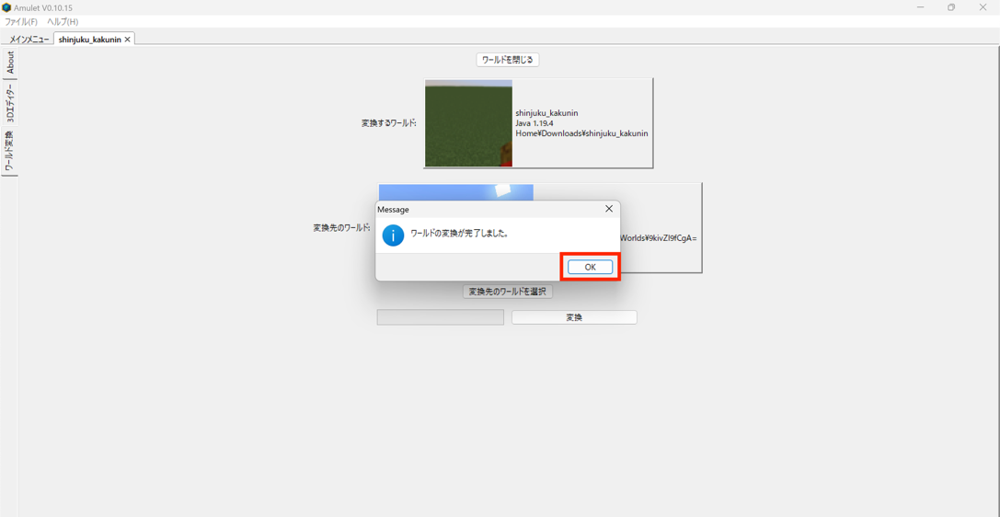 Amulet V0.10.15
ファイル(F) ヘルプ(H)
メインメニュー shinjuku_kakunin ×
About
3Dエディター
ワールド変換
ワールドを閉じる
変換するワールド:
shinjuku_kakunin
Java 1.19.4
Home¥Downloads¥shinjuku_kakunin
変換先のワールド:
Worlds¥9kivZI9fCgA=
Message
ワールドの変換が完了しました。
OK
変換先のワールドを選択
変換